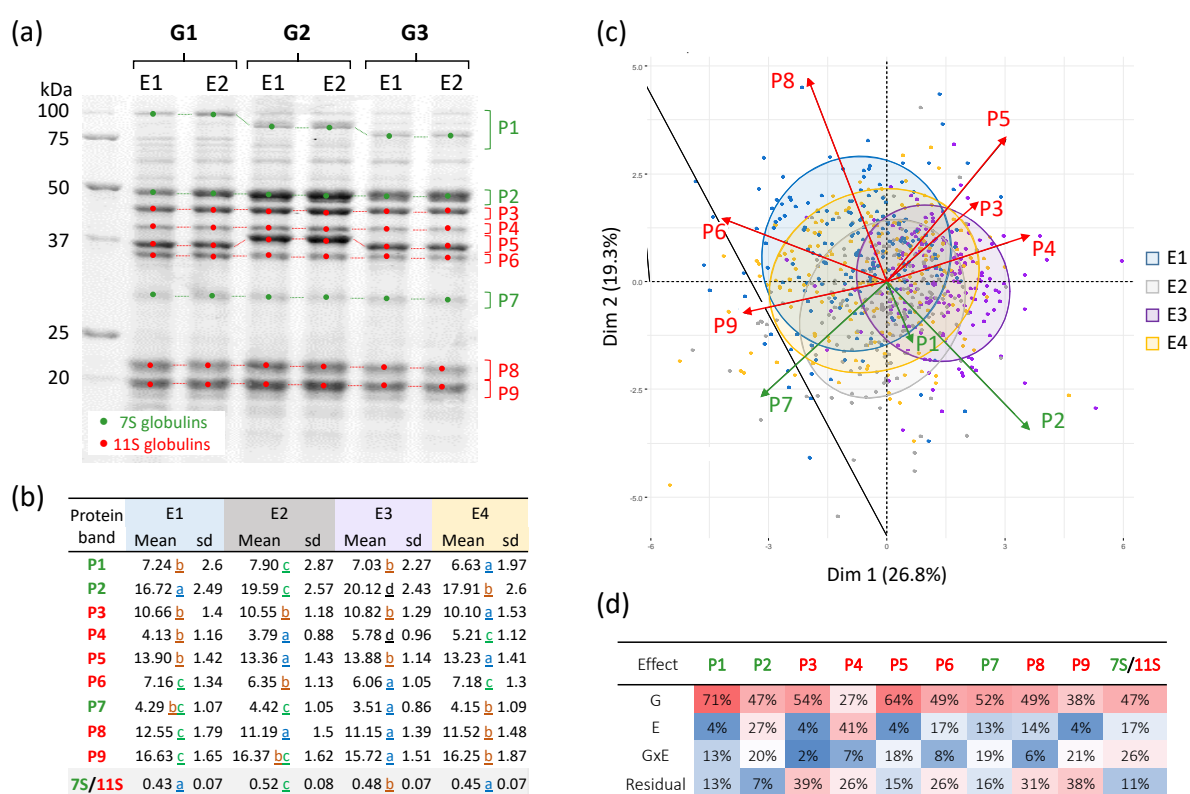 (a)
G1 G2 G3
E1 E2 E1 E2 E1 E2
kDa
100
75
50
37
25
20
P1
P2
P3
P4
P5
P6
P7
P8
P9
7S globulins
11S globulins
(b)
Protein band E1 E2 E3 E4
Mean sd Mean sd Mean sd Mean sd
P1 7.24 b 2.6 7.90 c 2.87 7.03 b 2.27 6.63 a 1.97
P2 16.72 a 2.49 19.59 c 2.57 20.12 d 2.43 17.91 b 2.6
P3 10.66 b 1.4 10.55 b 1.18 10.82 b 1.29 10.10 a 1.53
P4 4.13 b 1.16 3.79 a 0.88 5.78 d 0.96 5.21 c 1.12
P5 13.90 b 1.42 13.36 a 1.43 13.88 b 1.14 13.23 a 1.41
P6 7.16 c 1.34 6.35 b 1.13 6.06 a 1.05 7.18 c 1.3
P7 4.29 bc 1.07 4.42 c 1.05 3.51 a 0.86 4.15 b 1.09
P8 12.55 c 1.79 11.19 a 1.5 11.15 a 1.39 11.52 b 1.48
P9 16.63 c 1.65 16.37 bc 1.62 15.72 a 1.51 16.25 b 1.87
7S/11S 0.43 a 0.07 0.52 c 0.08 0.48 b 0.07 0.45 a 0.07
(c)
Dim 2 (19.3%)
5.0
2.5
0.0
-2.5
-5.0
P8
P5
P3
P6
P4
P9
P1
P7
P2
-6 -3 0 3 6
Dim 1 (26.8%)
E1
E2
E3
E4
(d)
Effect P1 P2 P3 P4 P5 P6 P7 P8 P9 7S/11S
G 71% 47% 54% 27% 64% 49% 52% 49% 38% 47%
E 4% 27% 4% 41% 4% 17% 13% 14% 4% 17%
GxE 13% 20% 2% 7% 18% 8% 19% 6% 21% 26%
Residual 13% 7% 39% 26% 15% 26% 16% 31% 38% 11%